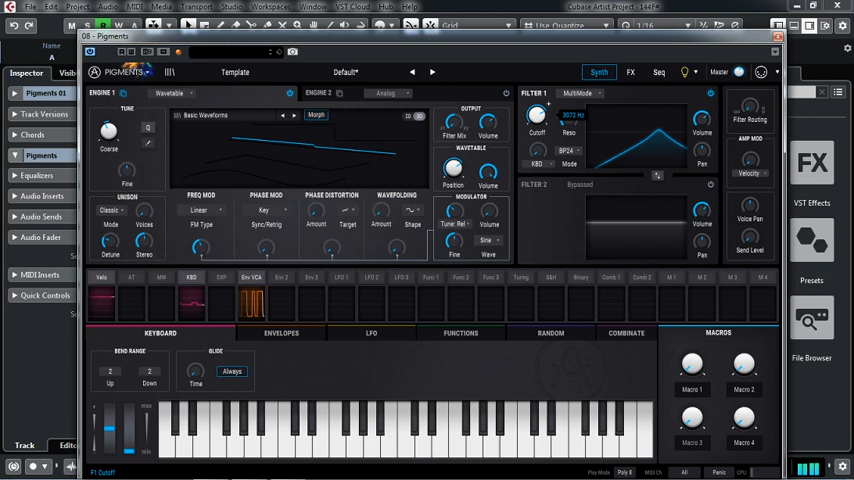 File Edit Project Audio MIDI Media Transport Studio Workspaces Window VST Cloud Hub Help Cubase Artist Project - 144F#
M R Grid Use Quantize 1/16
08 - Pigments
Name
A
Inspector Visibi
Pigments 01
Track Versions
Chords
Pigments
Equalizers
Audio Inserts
Audio Sends
Audio Fader
MIDI Inserts
Quick Controls
Track Edito
PIGMENTS Template Default* Synth FX Seq Master
ENGINE 1 Wavetable ENGINE 2 Analog
TUNE
Coarse Q
Fine
Basic Waveforms Morph
OUTPUT
Filter Mix Volume
WAVETABLE
Position Volume
UNISON
Classic
Mode Voices
Detune Stereo
FREQ MOD
Linear
FM Type
PHASE MOD
Key
Sync/Retrig
PHASE DISTORTION
Amount Target
WAVEFOLDING
Amount Shape
MODULATOR
Tune: Rel Volume
Sine
Fine Wave
FILTER 1 MultiMode
3072 Hz
Cutoff Reso
BP24
KBD Mode
Volume
Pan
FILTER 2 Bypassed
Volume
Pan
Filter Routing
AMP MOD
Velocity
Voice Pan
Send Level
Velo AT MW KBD EXP Env VCA Env 2 Env 3 LFO 1 LFO 2 LFO 3 Func 1 Func 2 Func 3 Turing S&H Binary Comb 1 Comb 2 M 1 M 2 M 3 M 4
KEYBOARD ENVELOPES LFO FUNCTIONS RANDOM COMBINATE MACROS
BEND RANGE
2 2
Up Down
GLIDE
Time Always
max
min
Macro 1 Macro 2
Macro 3 Macro 4
F1 Cutoff Play Mode Poly 8 MIDI Ch. All Panic CPU
FX
VST Effects
Presets
File Browser